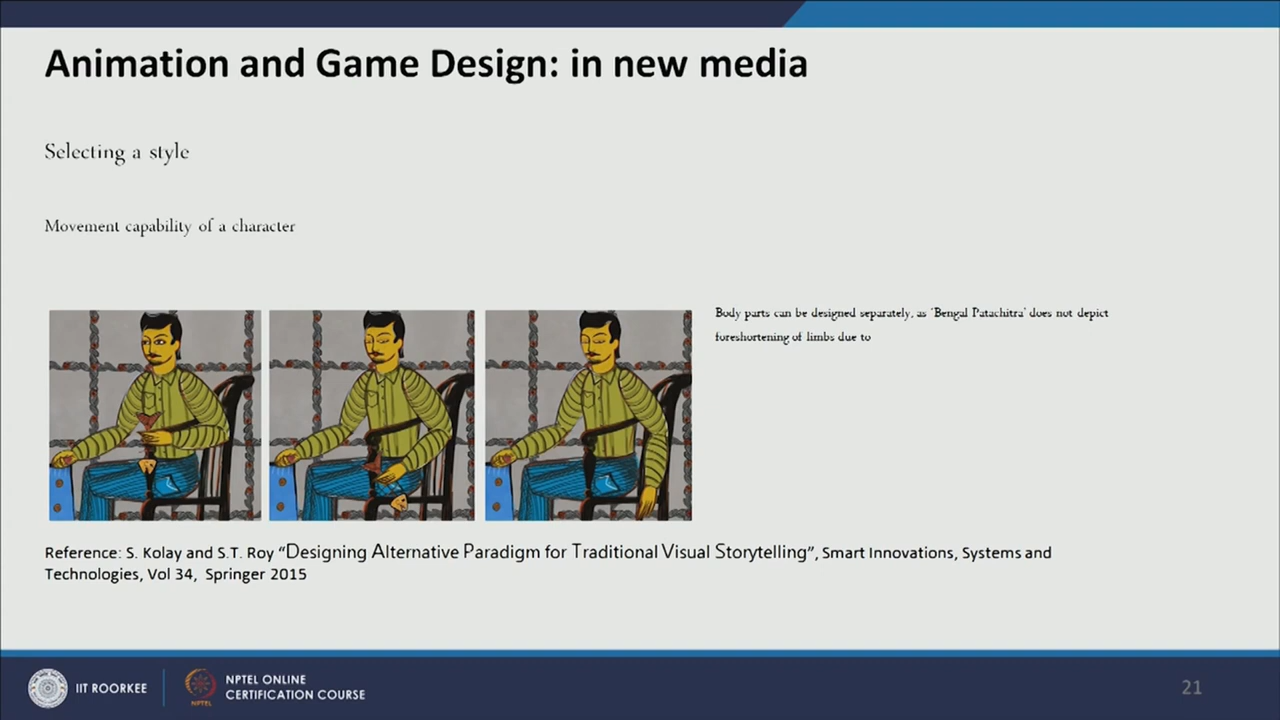 Animation and Game Design: in new media
Selecting a style
Movement capability of a character
Body parts can be designed separately, as 'Bengal Patachitra' does not depict
foreshortening of limbs due to
Reference: S. Kolay and S.T. Roy “Designing Alternative Paradigm for Traditional Visual Storytelling”, Smart Innovations, Systems and
Technologies, Vol 34, Springer 2015
IIT ROORKEE
NPTEL
NPTEL ONLINE
CERTIFICATION COURSE
21